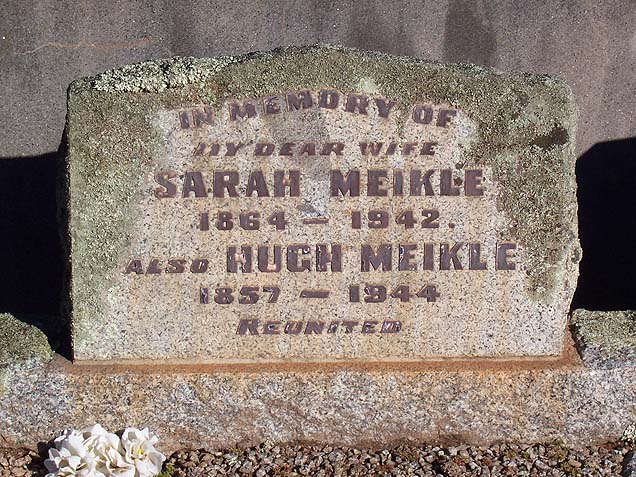 IN MEMORY OF
MY DEAR WIFE
SARAH MEIKLE
1864 – 1942.
ALSO HUGH MEIKLE
1857 – 1944
REUNITED